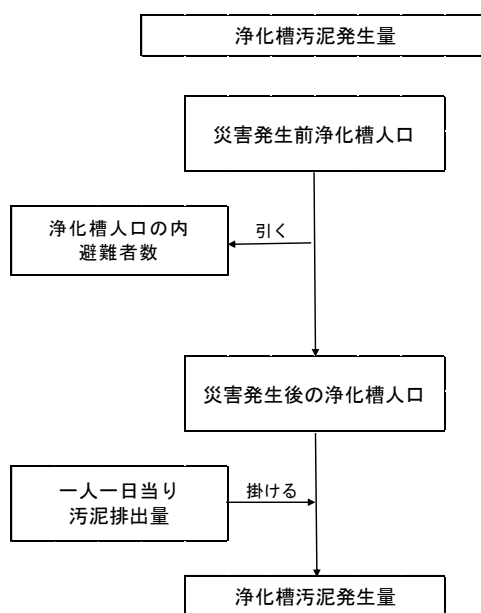 浄化槽汚泥発生量
災害発生前浄化槽人口
浄化槽人口の内
避難者数
引く
災害発生後の浄化槽人口
一人一日当り
汚泥排出量
掛ける
浄化槽汚泥発生量